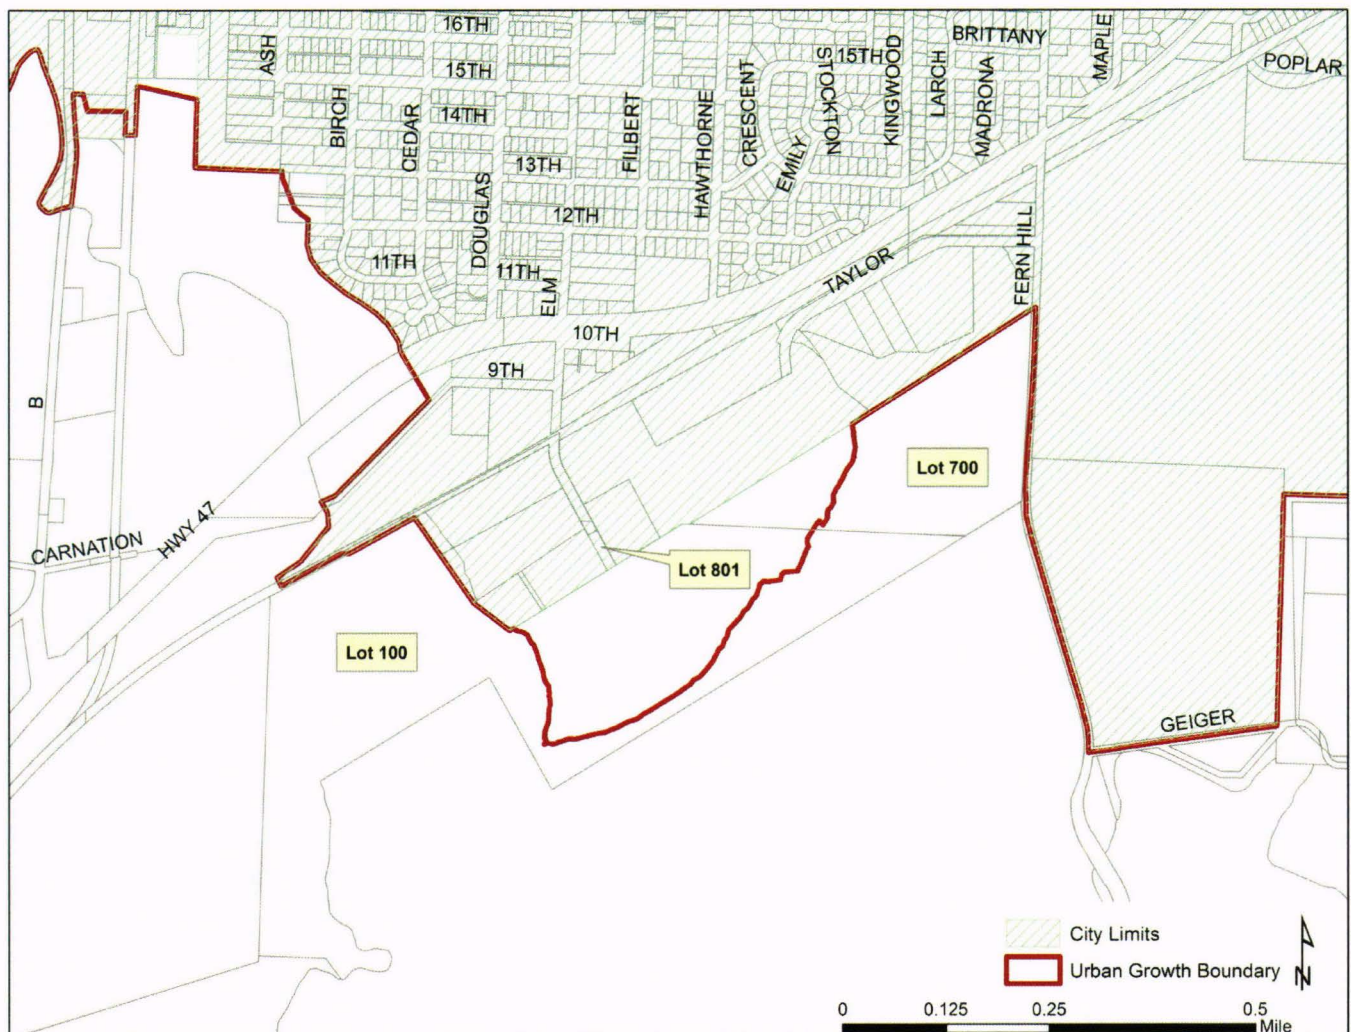 16TH
BRITTANY
MAPLE
ASH
15TH
STOCKTON
15TH
KINGWOOD
LARCH
POPLAR
CRESCENT
MADRONA
BIRCH
CEDAR
14TH
FILBERT
HAWTHORNE
13TH
EMILY
DOUGLAS
12TH
11TH
11TH
ELM
TAYLOR
FERN HILL
10TH
9TH
B
Lot 700
HWY 47
CARNATION
Lot 801
Lot 100
GEIGER
City Limits
Urban Growth Boundary
N
0 0.125 0.25 0.5
Mile